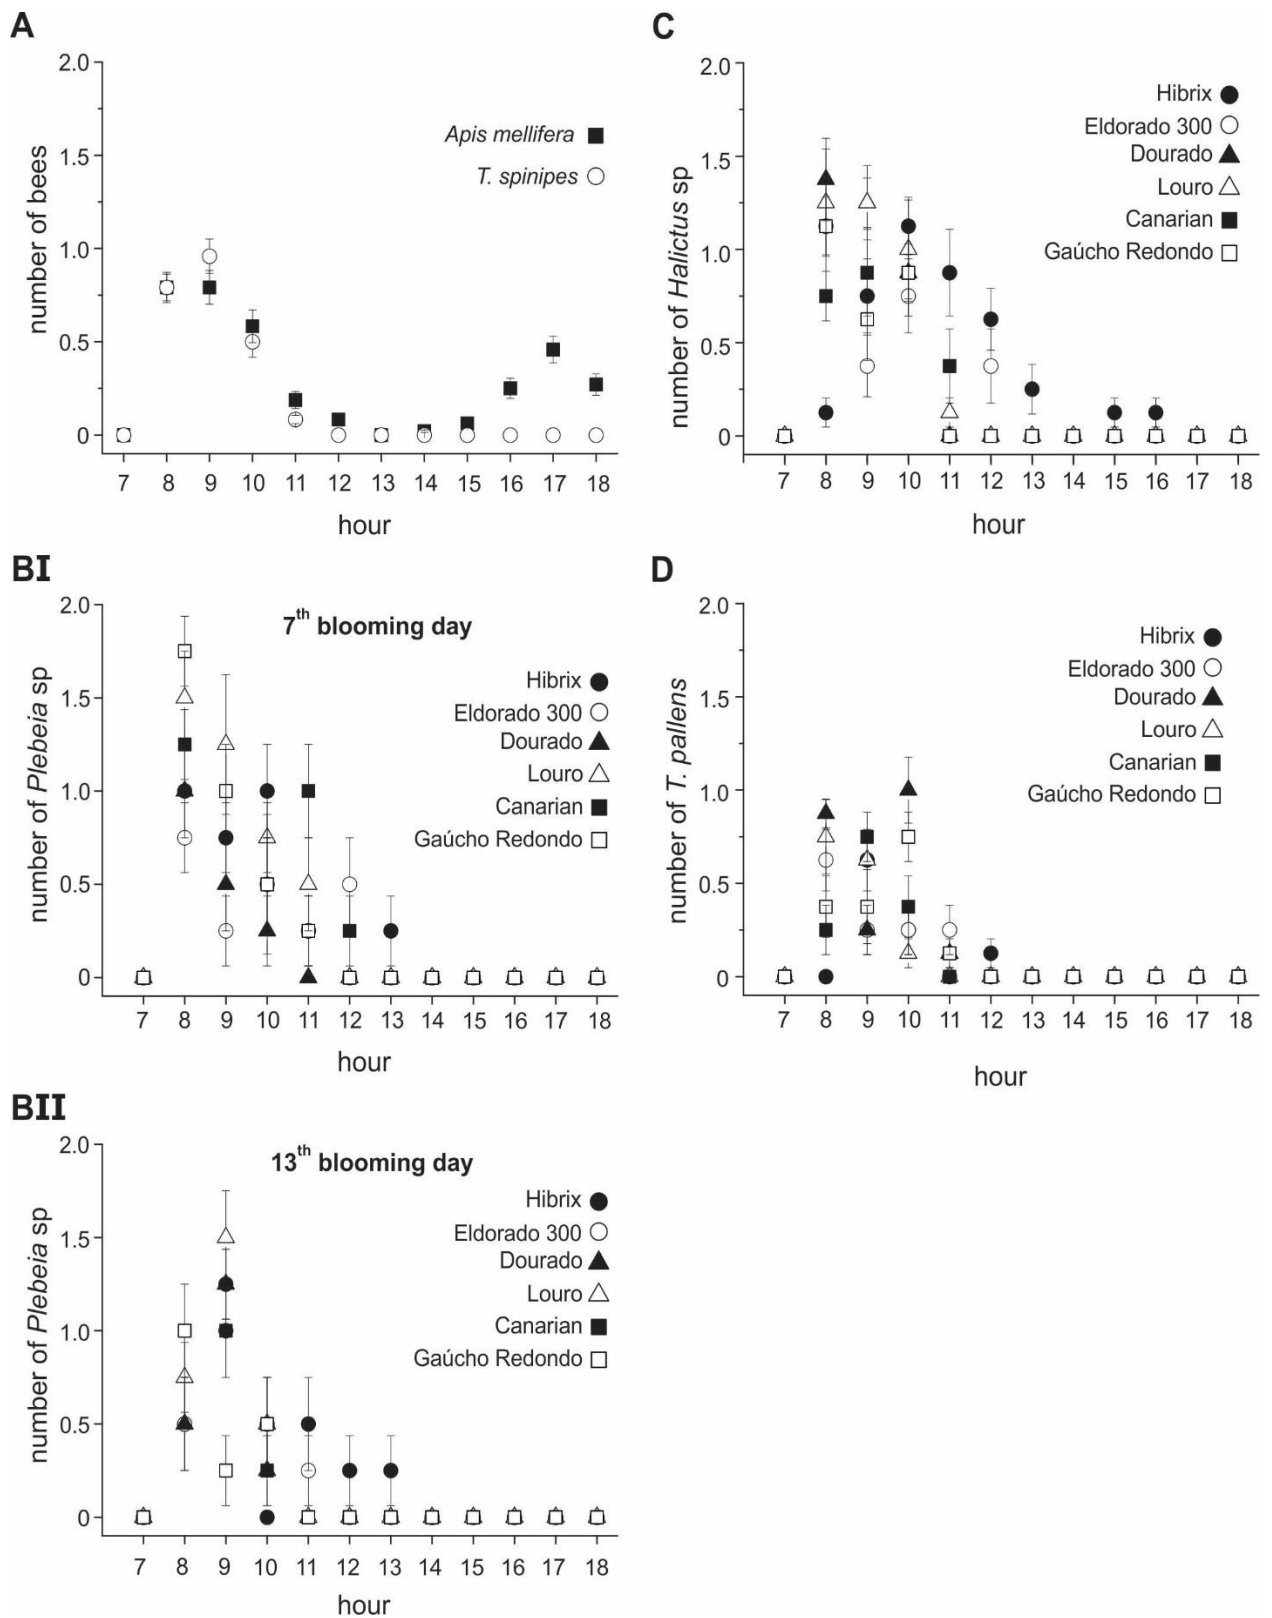 A
2.0
1.5
1.0
0.5
0
number of bees
Apis mellifera
T. spinipes
7 8 9 10 11 12 13 14 15 16 17 18
hour
C
2.0
1.5
1.0
0.5
0
number of Halictus sp
Hibrix
Eldorado 300
Dourado
Louro
Canarian
Gaúcho Redondo
7 8 9 10 11 12 13 14 15 16 17 18
hour
BI
2.0
1.5
1.0
0.5
0
number of Plebeia sp
7th blooming day
Hibrix
Eldorado 300
Dourado
Louro
Canarian
Gaúcho Redondo
7 8 9 10 11 12 13 14 15 16 17 18
hour
D
2.0
1.5
1.0
0.5
0
number of T. pallens
Hibrix
Eldorado 300
Dourado
Louro
Canarian
Gaúcho Redondo
7 8 9 10 11 12 13 14 15 16 17 18
hour
BII
2.0
1.5
1.0
0.5
0
number of Plebeia sp
13th blooming day
Hibrix
Eldorado 300
Dourado
Louro
Canarian
Gaúcho Redondo
7 8 9 10 11 12 13 14 15 16 17 18
hour